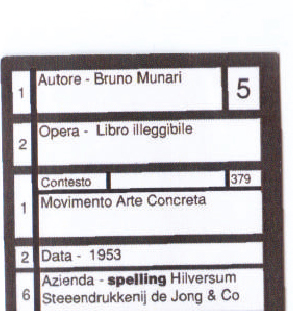 1 Autore - Bruno Munari 5
2 Opera - Libro illeggibile
Contesto 379
1 Movimento Arte Concreta
2 Data - 1953
Azienda - spelling Hilversum
6 Steeendrukkenij de Jong & Co